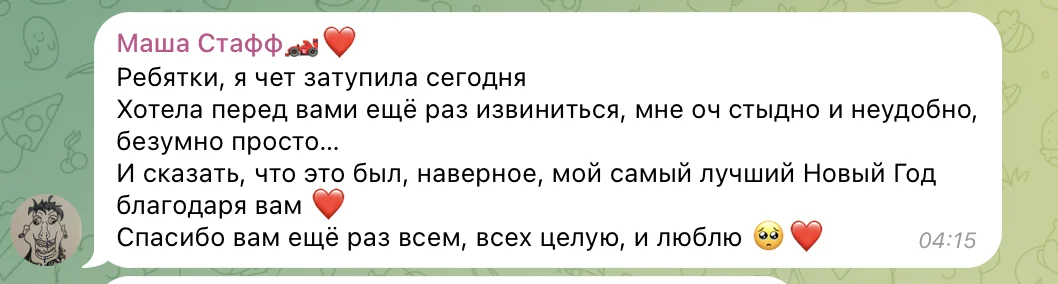 Маша Стафф🏎️❤️
Ребятки, я чет затупила сегодня
Хотела перед вами ещё раз извиниться, мне оч стыдно и неудобно,
безумно просто...
И сказать, что это был, наверное, мой самый лучший Новый Год
благодаря вам ❤️
Спасибо вам ещё раз всем, всех целую, и люблю 🥺❤️
04:15